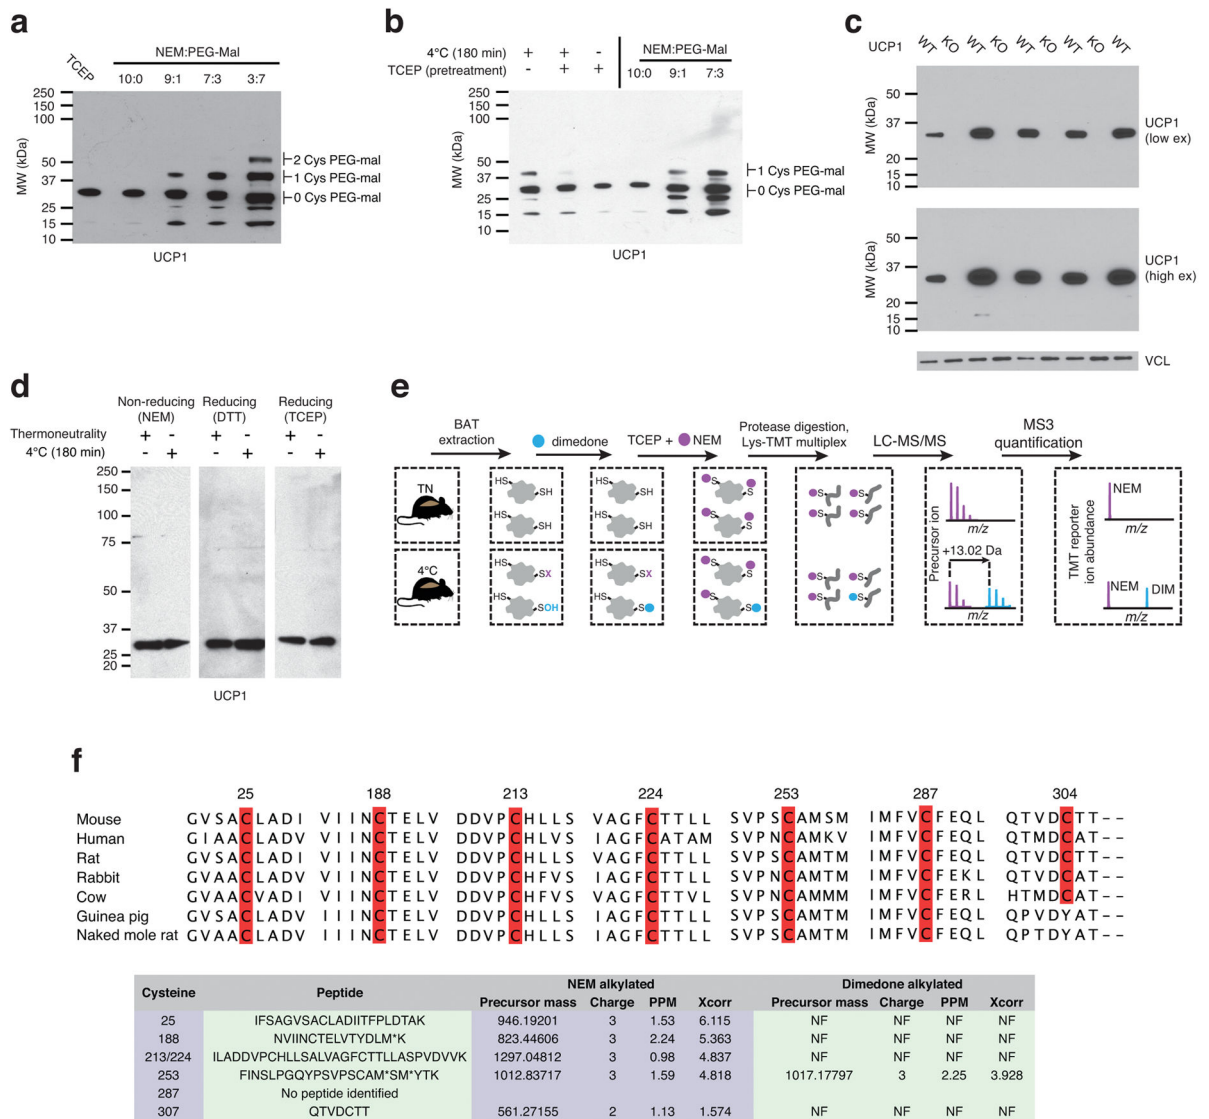 a
TCEP
NEM:PEG-Mal
10:0 9:1 7:3 3:7
MW (kDa)
250
150
100
50
37
25
15
10
2 Cys PEG-mal
1 Cys PEG-mal
0 Cys PEG-mal
UCP1
b
4°C (180 min) + + -
TCEP (pretreatment) - + +
NEM:PEG-Mal
10:0 9:1 7:3
MW (kDa)
250
150
100
50
37
25
15
10
1 Cys PEG-mal
0 Cys PEG-mal
UCP1
c
UCP1 WT KO WT KO WT KO WT KO WT
MW (kDa)
50
37
20
15
10
UCP1
(low ex)
MW (kDa)
50
37
20
15
10
UCP1
(high ex)
VCL
d
Non-reducing
(NEM)
Reducing
(DTT)
Reducing
(TCEP)
Thermoneutrality + - + - + -
4°C (180 min) - + - + - +
250
150
100
75
50
37
25
20
UCP1
e
BAT
extraction
dimedone
TCEP + NEM
Protease digestion,
Lys-TMT multiplex
LC-MS/MS
MS3
quantification
TN
HS
SH
HS
SH
HS
SH
HS
SH
S
S
S
S
S S
S S
Precursor ion
m/z
TMT reporter
ion abundance
NEM
m/z
4°C
HS
SX
HS
SOH
HS
SX
HS
S
S
S
S
S
S S
S S
+13.02 Da
m/z
NEM DIM
m/z
f
25 188 213 224 253 287 304
Mouse GVSACLADI VIINCTELV DDVPCHLLS VAGFCTTLL SVPSCAMSM IMFVCFEQL QTVDCTT--
Human GIAACLADV VIINCTELV DDVPCHLVS VAGFCATAM SVPNCAMKV IMFVCFEQL QTMDCAT--
Rat GVSACLADI VIINCTELV DDVPCHLLS IAGFCTTLL SVPSCAMTM IMFVCFEQL QTVDCTT--
Rabbit GVAACLADV VIINCTELV DDVPCHFVS VAGFCTTLL SVPNCAMTM IMFVCFEKL QTVDCAT--
Cow GVAACVADI VIINCTELV DDVPCHFVS VAGFCTTVL SVPNCAMMM IMFVCFERL HTMDCAT--
Guinea pig GVSACLADV IIINCTELV DDVPCHLLS IAGFCTTLL SVPSCAMTM IMFVCFEQL QPVDYAT--
Naked mole rat GVAACLADV IIINCTELV DDVPCHLLS IAGFCTTLL SVPSCAMTM IMFVCFEQL QPTDYAT--
NEM alkylated Dimedone alkylated
Cysteine Peptide Precursor mass Charge PPM Xcorr Precursor mass Charge PPM Xcorr
25 IFSAGVSACLADIITFPLDTAK 946.19201 3 1.53 6.115 NF NF NF NF
188 NVIINCTELVTYDLM*K 823.44606 3 2.24 5.363 NF NF NF NF
213/224 ILADDVPCHLLSALVAGFCTTLLASPVDVVK 1297.04812 3 0.98 4.837 NF NF NF NF
253 FINSLPGQYPSVPSCAM*SM*YTK 1012.83717 3 1.59 4.818 1017.17797 3 2.25 3.928
287 No peptide identified
307 QTVDCTT 561.27155 2 1.13 1.574 NF NF NF NF